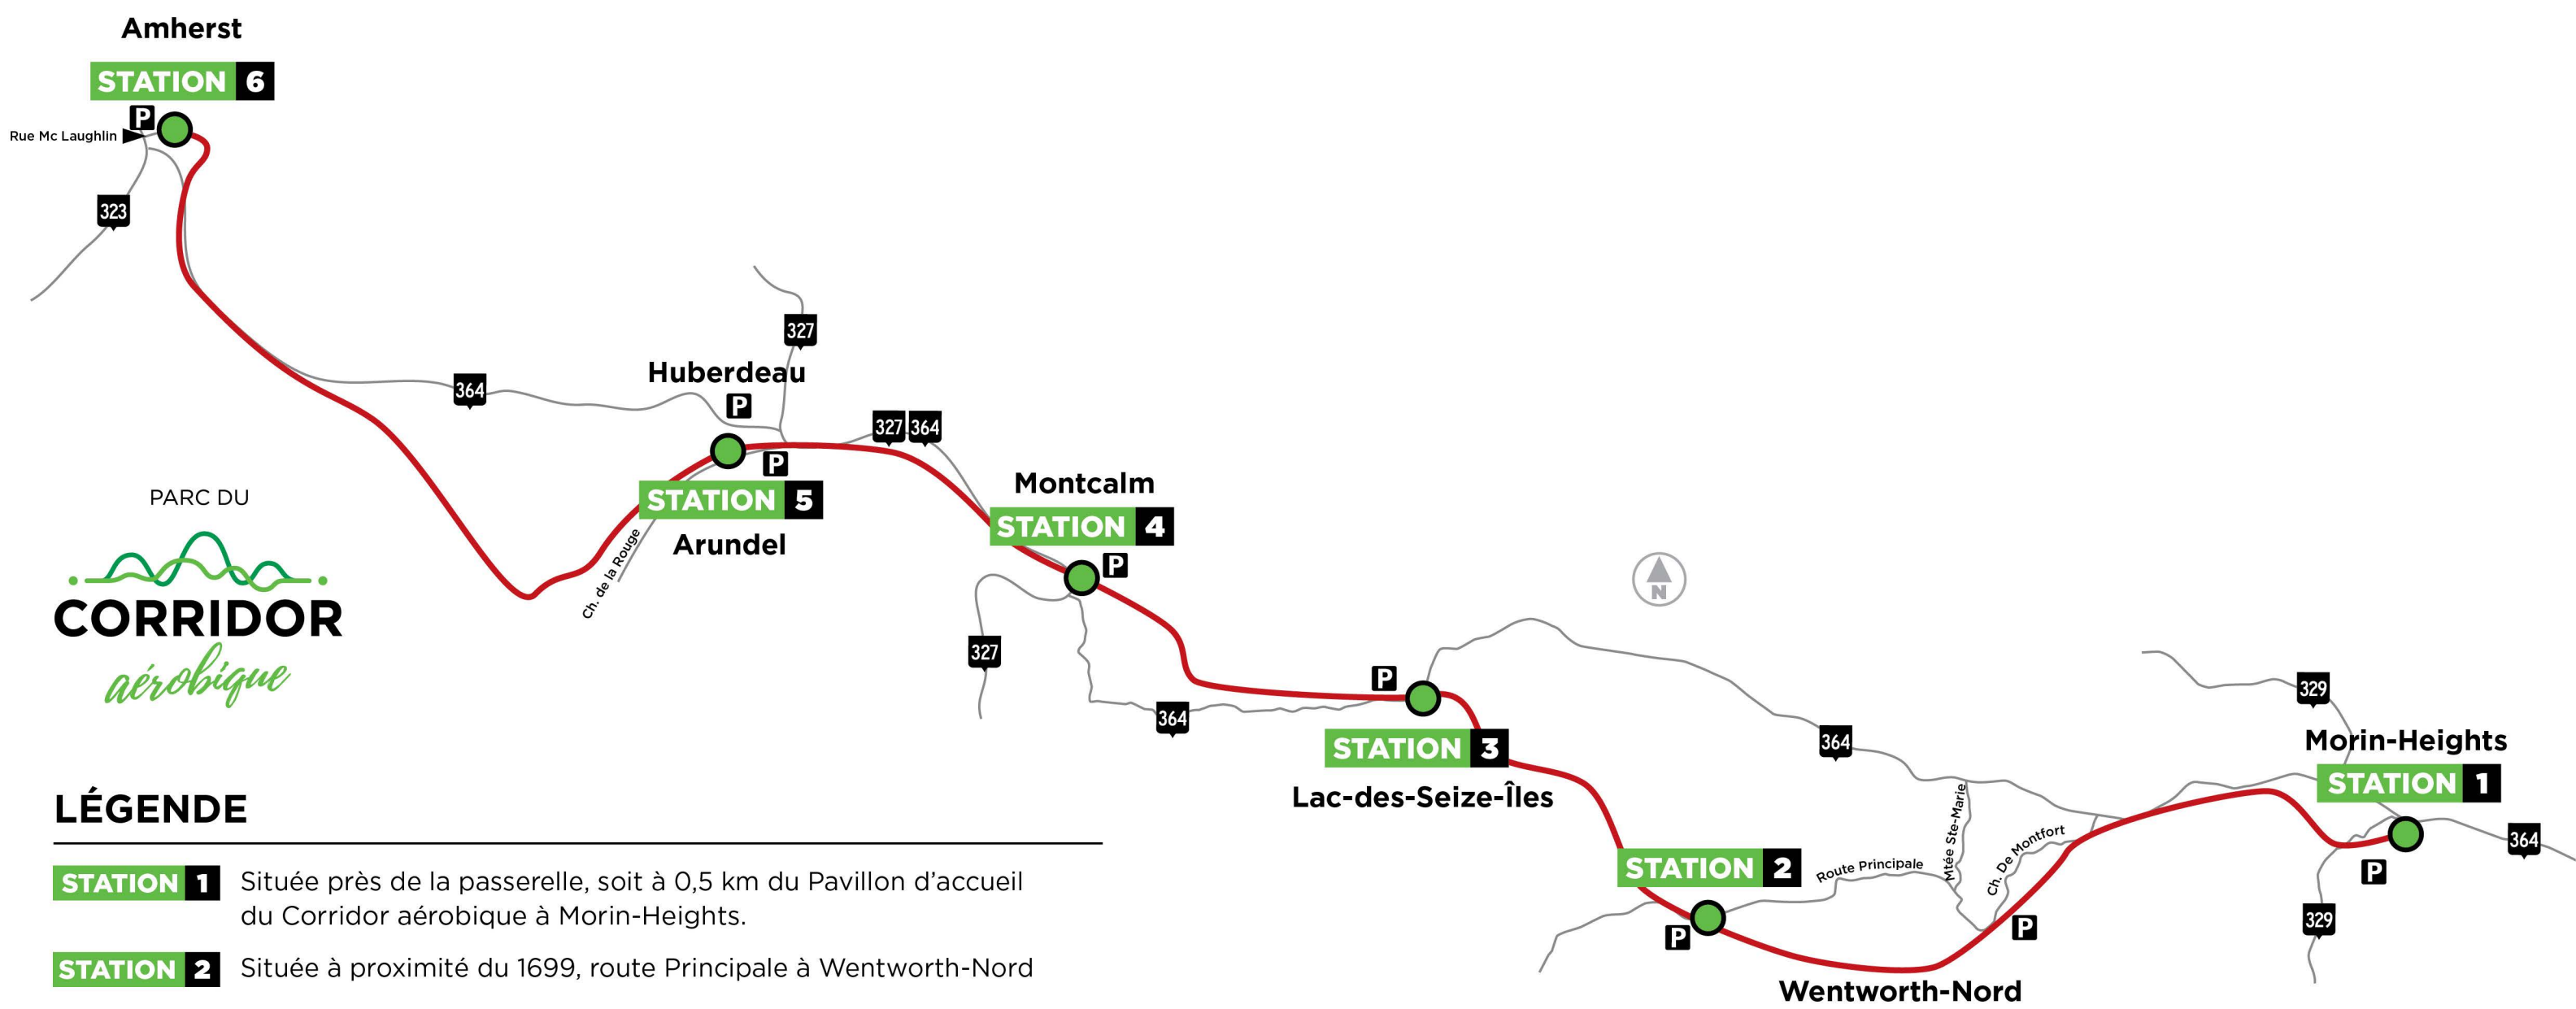 Amherst
STATION 6
P
Rue Mc Laughlin
323
327
Huberdeau
364
P
327 364
P
STATION 5
Arundel
Ch. de la Rouge
Montcalm
STATION 4
P
327
364
PARC DU
CORRIDOR
aérobique
N
P
STATION 3
Lac-des-Seize-Îles
364
329
Morin-Heights
STATION 1
364
P
329
STATION 2
P
Route Principale
Mtée Ste-Marie
Ch. De Montfort
P
Wentworth-Nord
LÉGENDE
STATION 1 Située près de la passerelle, soit à 0,5 km du Pavillon d’accueil
du Corridor aérobique à Morin-Heights.
STATION 2 Située à proximité du 1699, route Principale à Wentworth-Nord